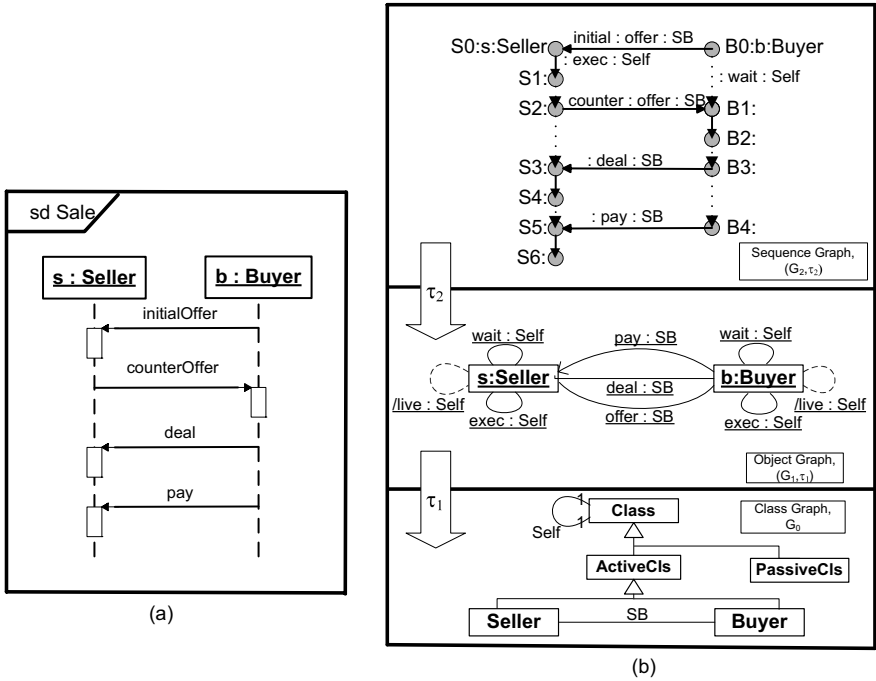 sd Sale
s : Seller
b : Buyer
initialOffer
counterOffer
deal
pay
(a)
S0:s:Seller
initial : offer : SB
B0:b:Buyer
: exec : Self
: wait : Self
S1:
S2:
counter : offer : SB
B1:
B2:
S3:
: deal : SB
B3:
S4:
S5:
: pay : SB
B4:
S6:
Sequence Graph,
(G2,τ2)
τ2
wait : Self
pay : SB
wait : Self
s:Seller
b:Buyer
deal : SB
/live : Self
/live : Self
exec : Self
offer : SB
exec : Self
Object Graph,
(G1,τ1)
τ1
Class
Self
Class Graph,
G0
ActiveCls
PassiveCls
Seller
SB
Buyer
(b)